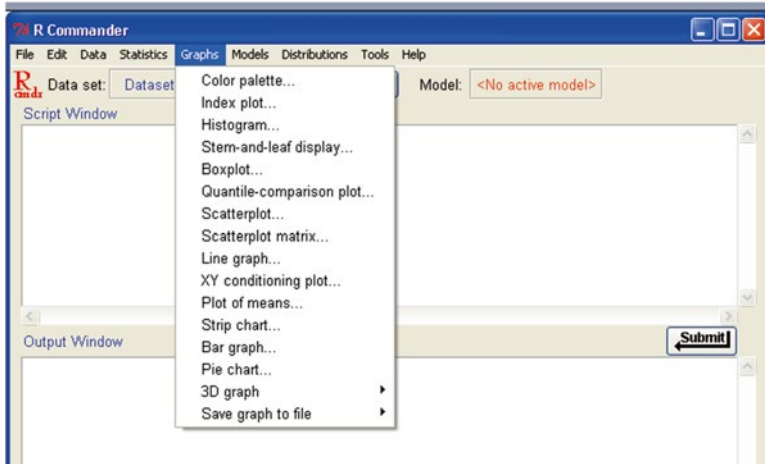 R Commander
File Edit Data Statistics Graphs Models Distributions Tools Help
R cmdr Data set: Dataset Model: <No active model>
Script Window
Color palette...
Index plot...
Histogram...
Stem-and-leaf display...
Boxplot...
Quantile-comparison plot...
Scatterplot...
Scatterplot matrix...
Line graph...
XY conditioning plot...
Plot of means...
Strip chart...
Bar graph...
Pie chart...
3D graph
Save graph to file
Output Window
Submit